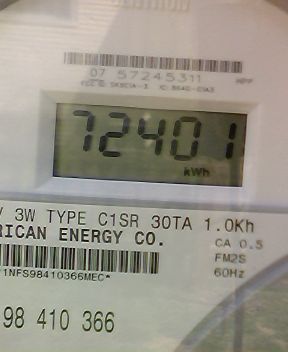 07 57245311
72401
kWh
V 3W TYPE C1SR 30TA 1.0Kh
RICAN ENERGY CO.
CA 0.5
FM2S
60Hz
1NFS98410366MEC*
98 410 366